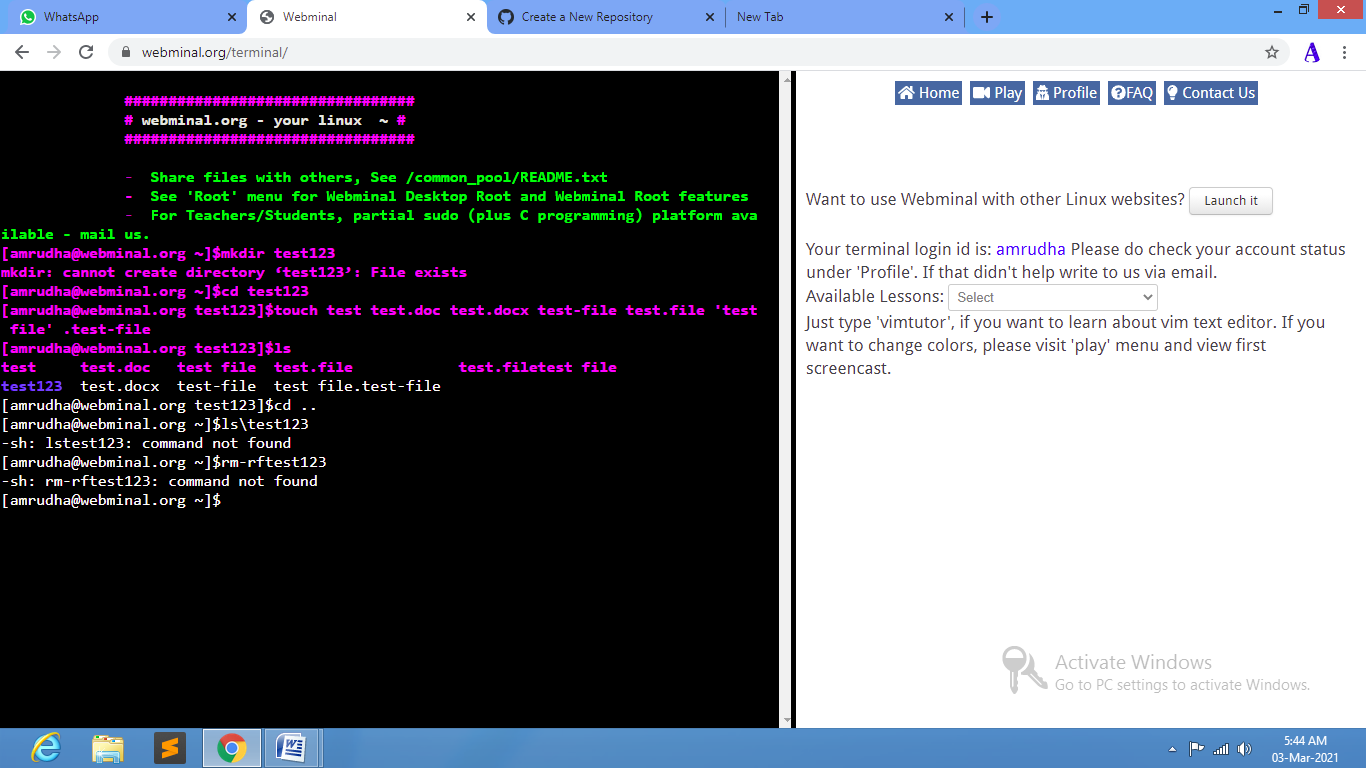 WhatsApp
Webminal
Create a New Repository
New Tab
webminal.org/terminal/
#################################
# webminal.org - your linux ~ #
#################################
- Share files with others, See /common_pool/README.txt
- See 'Root' menu for Webminal Desktop Root and Webminal Root features
- For Teachers/Students, partial sudo (plus C programming) platform ava
ilable - mail us.
[amrudha@webminal.org ~]$mkdir test123
mkdir: cannot create directory ‘test123’: File exists
[amrudha@webminal.org ~]$cd test123
[amrudha@webminal.org test123]$touch test test.doc test.docx test-file test.file 'test
file' .test-file
[amrudha@webminal.org test123]$ls
test test.doc test file test.file test.filetest file
test123 test.docx test-file test file.test-file
[amrudha@webminal.org test123]$cd ..
[amrudha@webminal.org ~]$ls\test123
-sh: lstest123: command not found
[amrudha@webminal.org ~]$rm-rftest123
-sh: rm-rftest123: command not found
[amrudha@webminal.org ~]$
Home Play Profile FAQ Contact Us
Want to use Webminal with other Linux websites? Launch it
Your terminal login id is: amrudha Please do check your account status
under 'Profile'. If that didn't help write to us via email.
Available Lessons: Select
Just type 'vimtutor', if you want to learn about vim text editor. If you
want to change colors, please visit 'play' menu and view first
screencast.
Activate Windows
Go to PC settings to activate Windows.
5:44 AM
03-Mar-2021